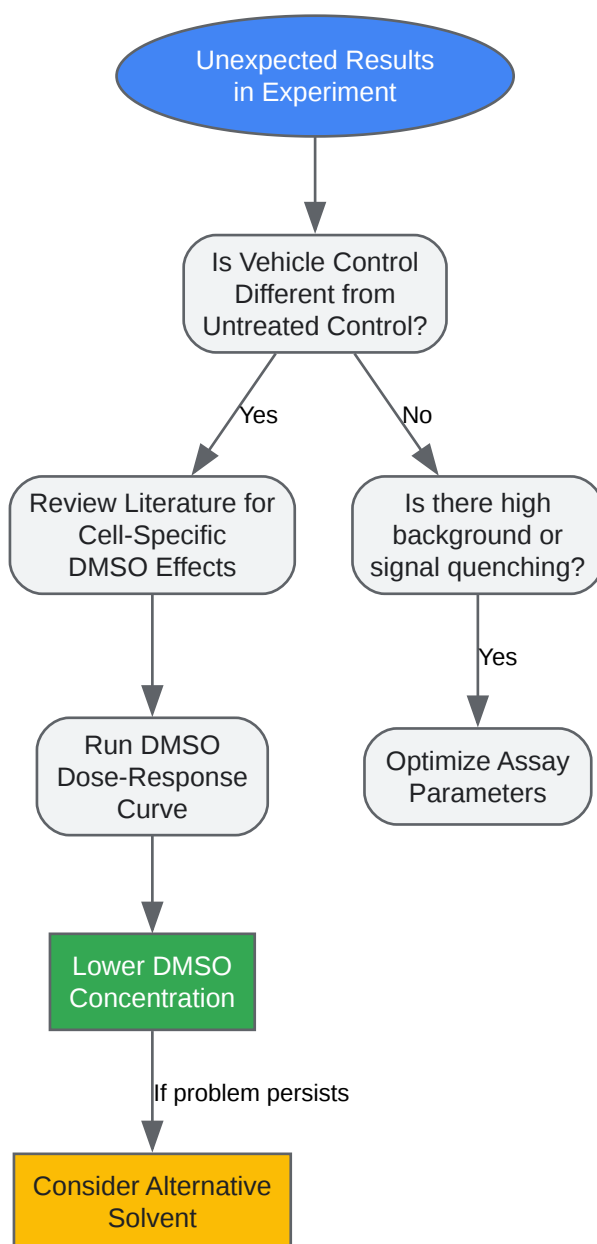 Unexpected Results
in Experiment
Is Vehicle Control
Different from
Untreated Control?
Yes
No
Review Literature for
Cell-Specific
DMSO Effects
Is there high
background or
signal quenching?
Yes
Run DMSO
Dose-Response
Curve
Optimize Assay
Parameters
Lower DMSO
Concentration
If problem persists
Consider Alternative
Solvent